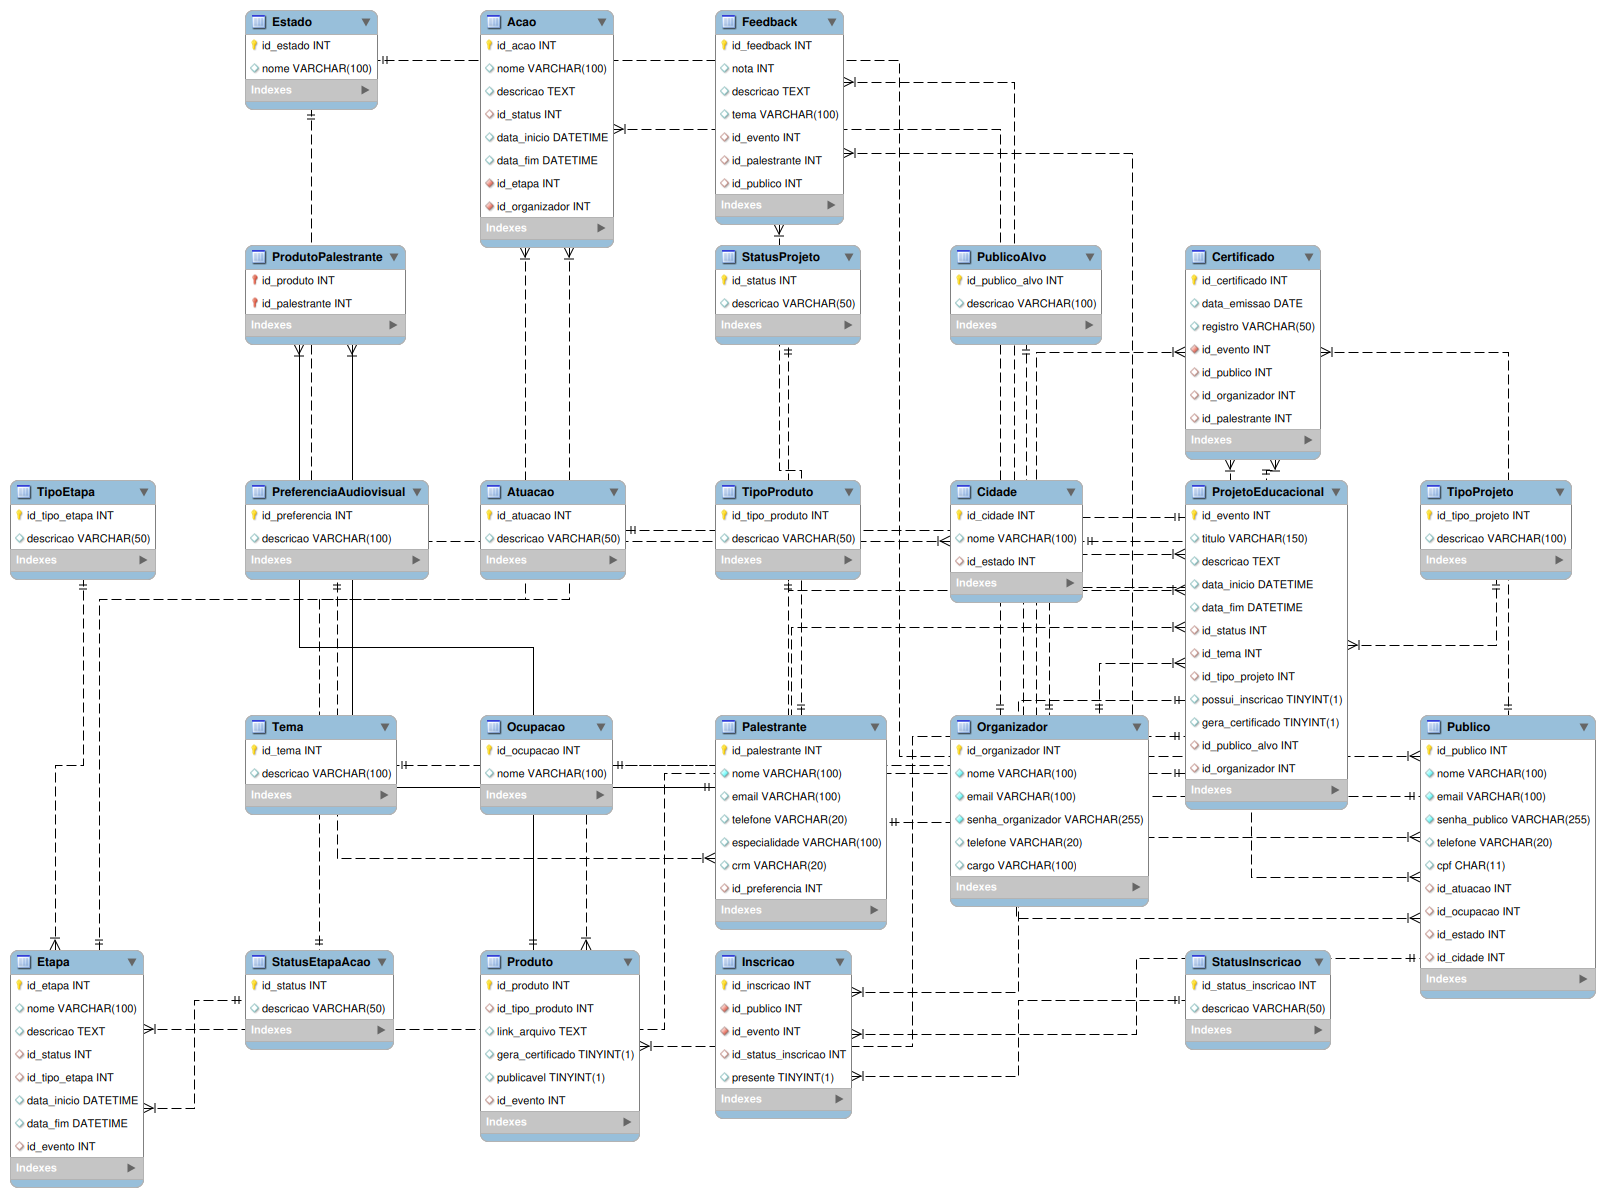 Estado
id_estado INT
nome VARCHAR(100)
Indexes
Acao
id_acao INT
nome VARCHAR(100)
descricao TEXT
id_status INT
data_inicio DATETIME
data_fim DATETIME
id_etapa INT
id_organizador INT
Indexes
Feedback
id_feedback INT
nota INT
descricao TEXT
tema VARCHAR(100)
id_evento INT
id_palestrante INT
id_publico INT
Indexes
ProdutoPalestrante
id_produto INT
id_palestrante INT
Indexes
StatusProjeto
id_status INT
descricao VARCHAR(50)
Indexes
PublicoAlvo
id_publico_alvo INT
descricao VARCHAR(100)
Indexes
Certificado
id_certificado INT
data_emissao DATE
registro VARCHAR(50)
id_evento INT
id_publico INT
id_organizador INT
id_palestrante INT
Indexes
TipoEtapa
id_tipo_etapa INT
descricao VARCHAR(50)
Indexes
PreferenciaAudiovisual
id_preferencia INT
descricao VARCHAR(100)
Indexes
Atuacao
id_atuacao INT
descricao VARCHAR(50)
Indexes
TipoProduto
id_tipo_produto INT
descricao VARCHAR(50)
Indexes
Cidade
id_cidade INT
nome VARCHAR(100)
id_estado INT
Indexes
ProjetoEducacional
id_evento INT
titulo VARCHAR(150)
descricao TEXT
data_inicio DATETIME
data_fim DATETIME
id_status INT
id_tema INT
id_tipo_projeto INT
possui_inscricao TINYINT(1)
gera_certificado TINYINT(1)
id_publico_alvo INT
id_organizador INT
Indexes
TipoProjeto
id_tipo_projeto INT
descricao VARCHAR(100)
Indexes
Tema
id_tema INT
descricao VARCHAR(100)
Indexes
Ocupacao
id_ocupacao INT
nome VARCHAR(100)
Indexes
Palestrante
id_palestrante INT
nome VARCHAR(100)
email VARCHAR(100)
telefone VARCHAR(20)
especialidade VARCHAR(100)
crm VARCHAR(20)
id_preferencia INT
Indexes
Organizador
id_organizador INT
nome VARCHAR(100)
email VARCHAR(100)
senha_organizador VARCHAR(255)
telefone VARCHAR(20)
cargo VARCHAR(100)
Indexes
Publico
id_publico INT
nome VARCHAR(100)
email VARCHAR(100)
senha_publico VARCHAR(255)
telefone VARCHAR(20)
cpf CHAR(11)
id_atuacao INT
id_ocupacao INT
id_estado INT
id_cidade INT
Indexes
Etapa
id_etapa INT
nome VARCHAR(100)
descricao TEXT
id_status INT
id_tipo_etapa INT
data_inicio DATETIME
data_fim DATETIME
id_evento INT
Indexes
StatusEtapaAcao
id_status INT
descricao VARCHAR(50)
Indexes
Produto
id_produto INT
id_tipo_produto INT
link_arquivo TEXT
gera_certificado TINYINT(1)
publicavel TINYINT(1)
id_evento INT
Indexes
Inscricao
id_inscricao INT
id_publico INT
id_evento INT
id_status_inscricao INT
presente TINYINT(1)
Indexes
StatusInscricao
id_status_inscricao INT
descricao VARCHAR(50)
Indexes